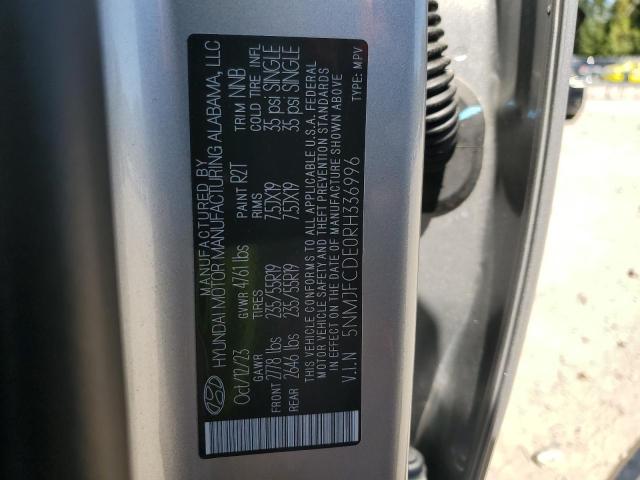 MANUFACTURED BY
HYUNDAI MOTOR MANUFACTURING ALABAMA, LLC
Oct/12/23 GVWR 4761 lbs PAINT R2T TRIM NNB
GAWR TIRES RIMS COLD TIRE INFL
FRONT 2778 lbs 235/55R19 7.5JX19 35 psi SINGLE
REAR 2646 lbs 235/55R19 7.5JX19 35 psi SINGLE
THIS VEHICLE CONFORMS TO ALL APPLICABLE U.S.A. FEDERAL
MOTOR VEHICLE SAFETY AND THEFT PREVENTION STANDARDS
IN EFFECT ON THE DATE OF MANUFACTURE SHOWN ABOVE
V.I.N 5NMJFCDE0RH336996 TYPE: MPV